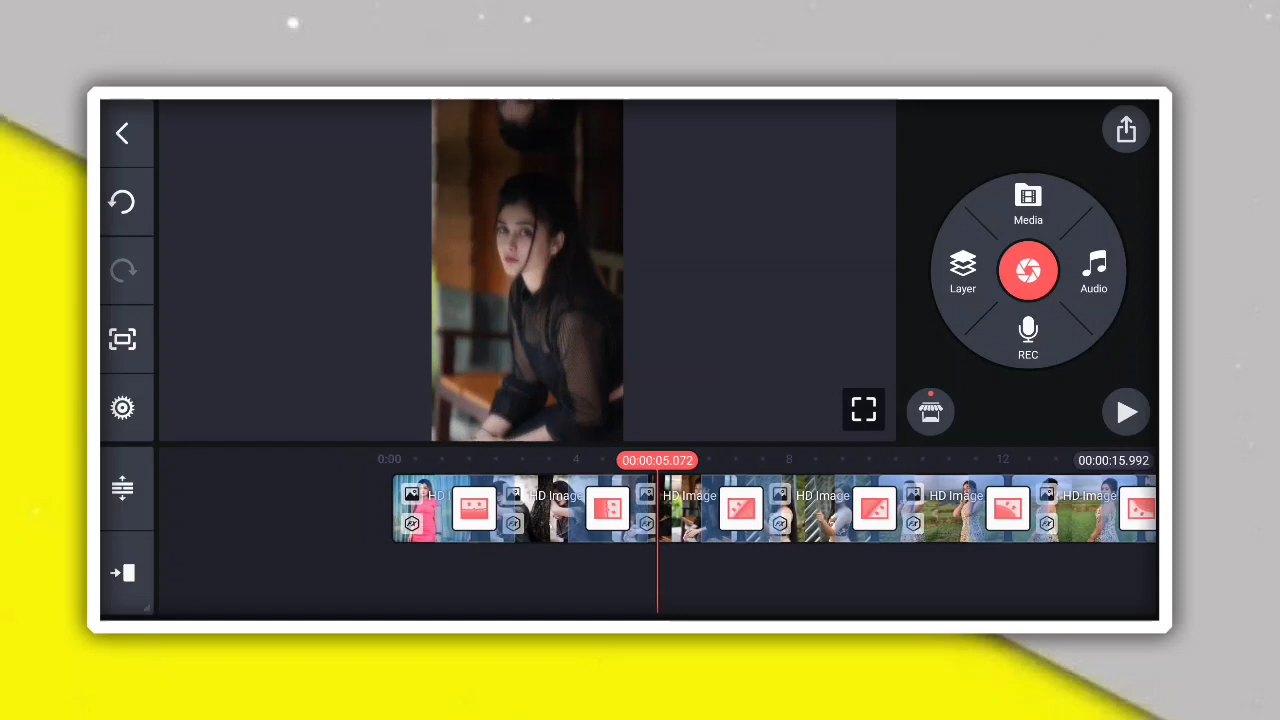 Media
Layer
Audio
REC
0:00
4
00:00:05.072
8
12
00:00:15.992
HD I
HD Image
HD Image
HD Image
HD Image
HD Image